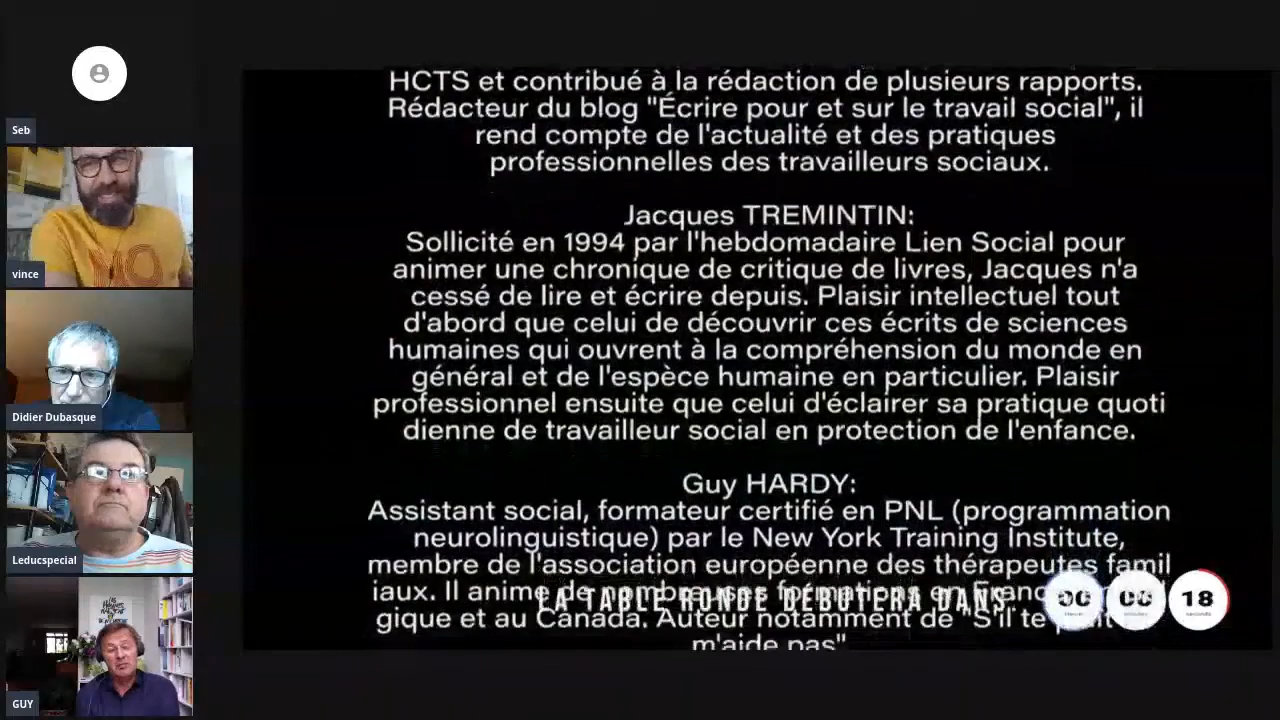 Seb
vince
Didier Dubasque
Leducspecial
GUY
HCTS et contribué à la rédaction de plusieurs rapports.
Rédacteur du blog "Écrire pour et sur le travail social", il
rend compte de l'actualité et des pratiques
professionnelles des travailleurs sociaux.
Jacques TREMINTIN:
Sollicité en 1994 par l'hebdomadaire Lien Social pour
animer une chronique de critique de livres, Jacques n'a
cessé de lire et écrire depuis. Plaisir intellectuel tout
d'abord que celui de découvrir ces écrits de sciences
humaines qui ouvrent à la compréhension du monde en
général et de l'espèce humaine en particulier. Plaisir
professionnel ensuite que celui d'éclairer sa pratique quoti
dienne de travailleur social en protection de l'enfance.
Guy HARDY:
Assistant social, formateur certifié en PNL (programmation
neurolinguistique) par le New York Training Institute,
membre de l'association européenne des thérapeutes famil
iaux. Il anime de nombreuses formations en
LA TABLE RONDE DÉBUTERA DANS
18
gique et au Canada. Auteur notamment de "S'il te
m'aide pas"